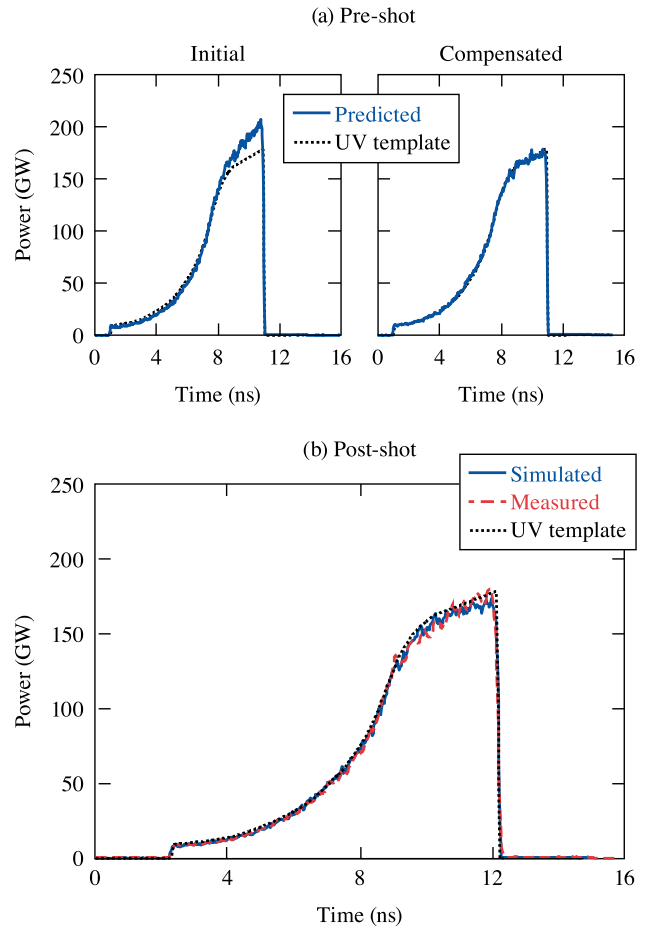 (a) Pre-shot
Initial
Compensated
250
200
150
100
50
0
Power (GW)
0 4 8 12 16
Time (ns)
Predicted
UV template
0 4 8 12 16
Time (ns)
(b) Post-shot
Simulated
Measured
UV template
250
200
150
100
50
0
Power (GW)
0 4 8 12 16
Time (ns)